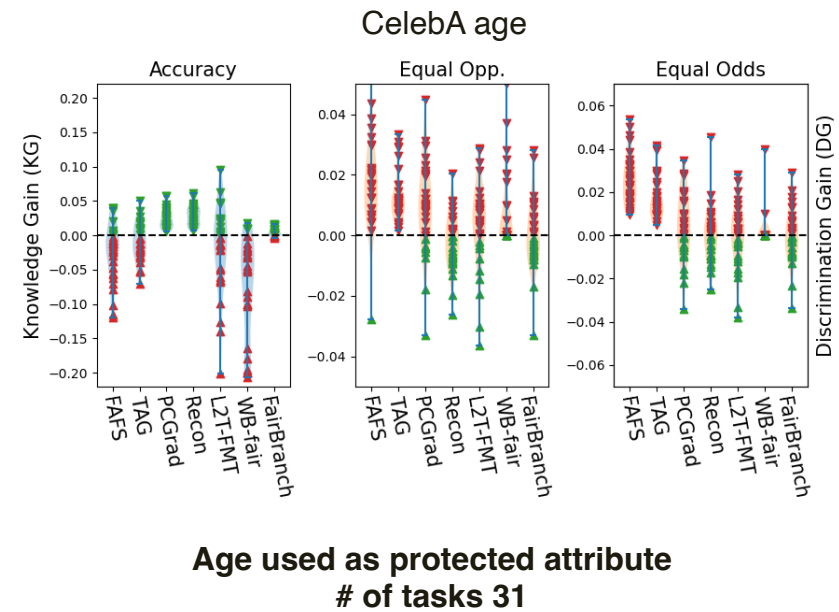 CelebA age
Accuracy
Equal Opp.
Equal Odds
Knowledge Gain (KG)
0.20
0.15
0.10
0.05
0.00
−0.05
−0.10
−0.15
−0.20
0.04
0.02
0.00
−0.02
−0.04
0.06
0.04
0.02
0.00
−0.02
−0.04
−0.06
Discrimination Gain (DG)
FAFS TAG PCGrad Recon L2T-FMT WB-fair FairBranch
FAFS TAG PCGrad Recon L2T-FMT WB-fair FairBranch
FAFS TAG PCGrad Recon L2T-FMT WB-fair FairBranch
Age used as protected attribute
# of tasks 31